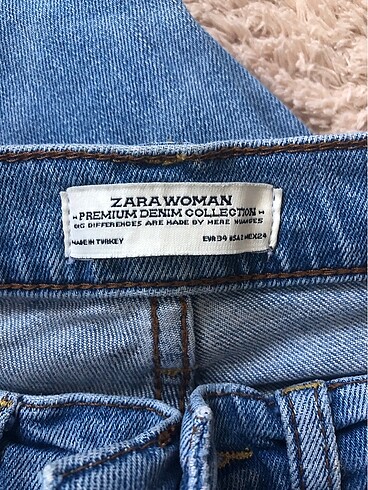 ZARA WOMAN
PREMIUM DENIM COLLECTION
BIG DIFFERENCES ARE MADE BY MERE NUANCES
MADE IN TURKEY EUR 34 USA 2 MEX 24